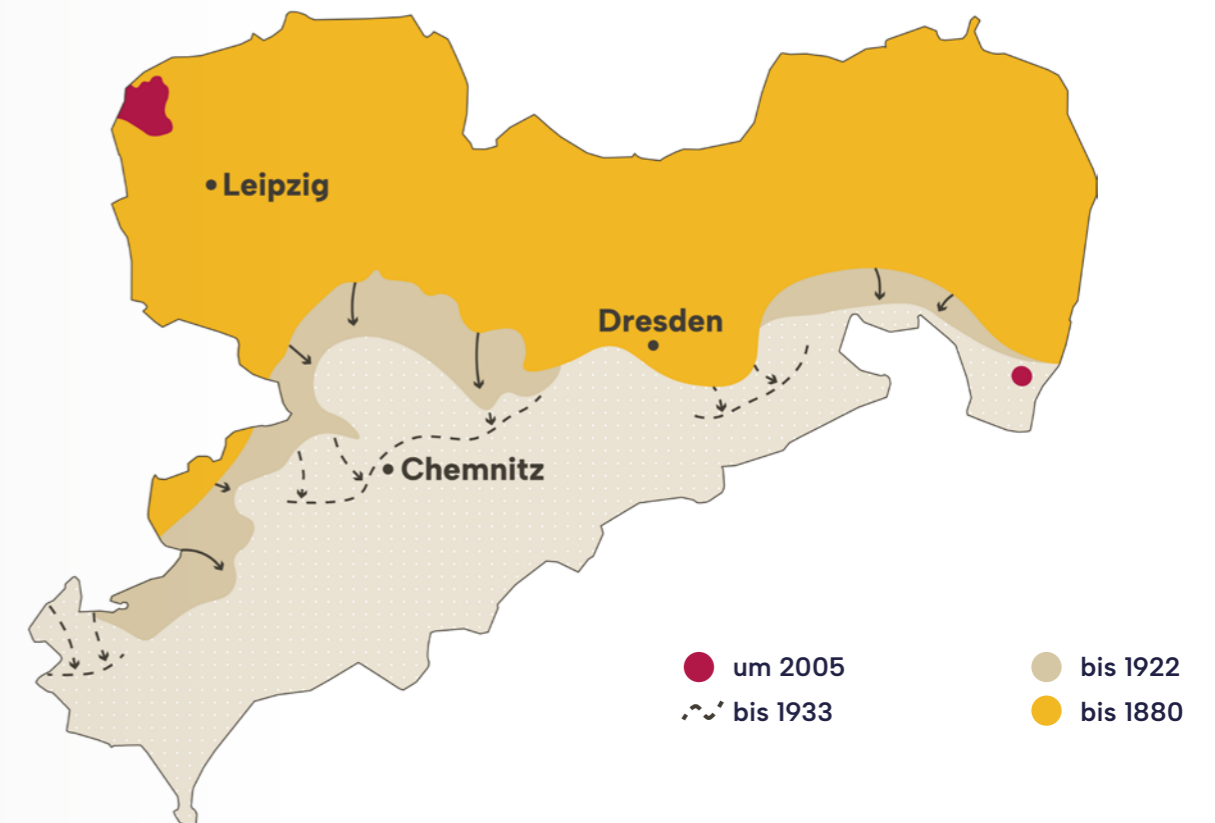 Leipzig
Dresden
Chemnitz
um 2005
bis 1922
bis 1933
bis 1880